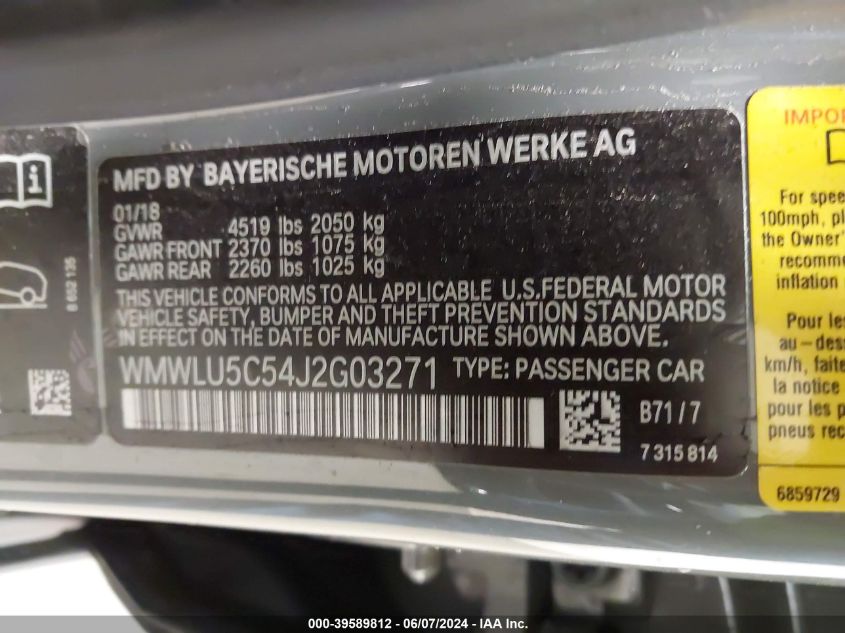 MFD BY BAYERISCHE MOTOREN WERKE AG
01/18
GVWR 4519 lbs 2050 kg
GAWR FRONT 2370 lbs 1075 kg
GAWR REAR 2260 lbs 1025 kg
THIS VEHICLE CONFORMS TO ALL APPLICABLE U.S.FEDERAL MOTOR
VEHICLE SAFETY, BUMPER AND THEFT PREVENTION STANDARDS
IN EFFECT ON THE DATE OF MANUFACTURE SHOWN ABOVE.
WMWLU5C54J2G03271 TYPE: PASSENGER CAR
B71/7
7 315 814
8 652 135
i
IMPOR
For spee
100mph, pl
the Owner'
recomme
inflation
Pour les
au-des
km/h, faite
la notice
pour les p
pneus rec
6859729
000-39589812 - 06/07/2024 - IAA Inc.